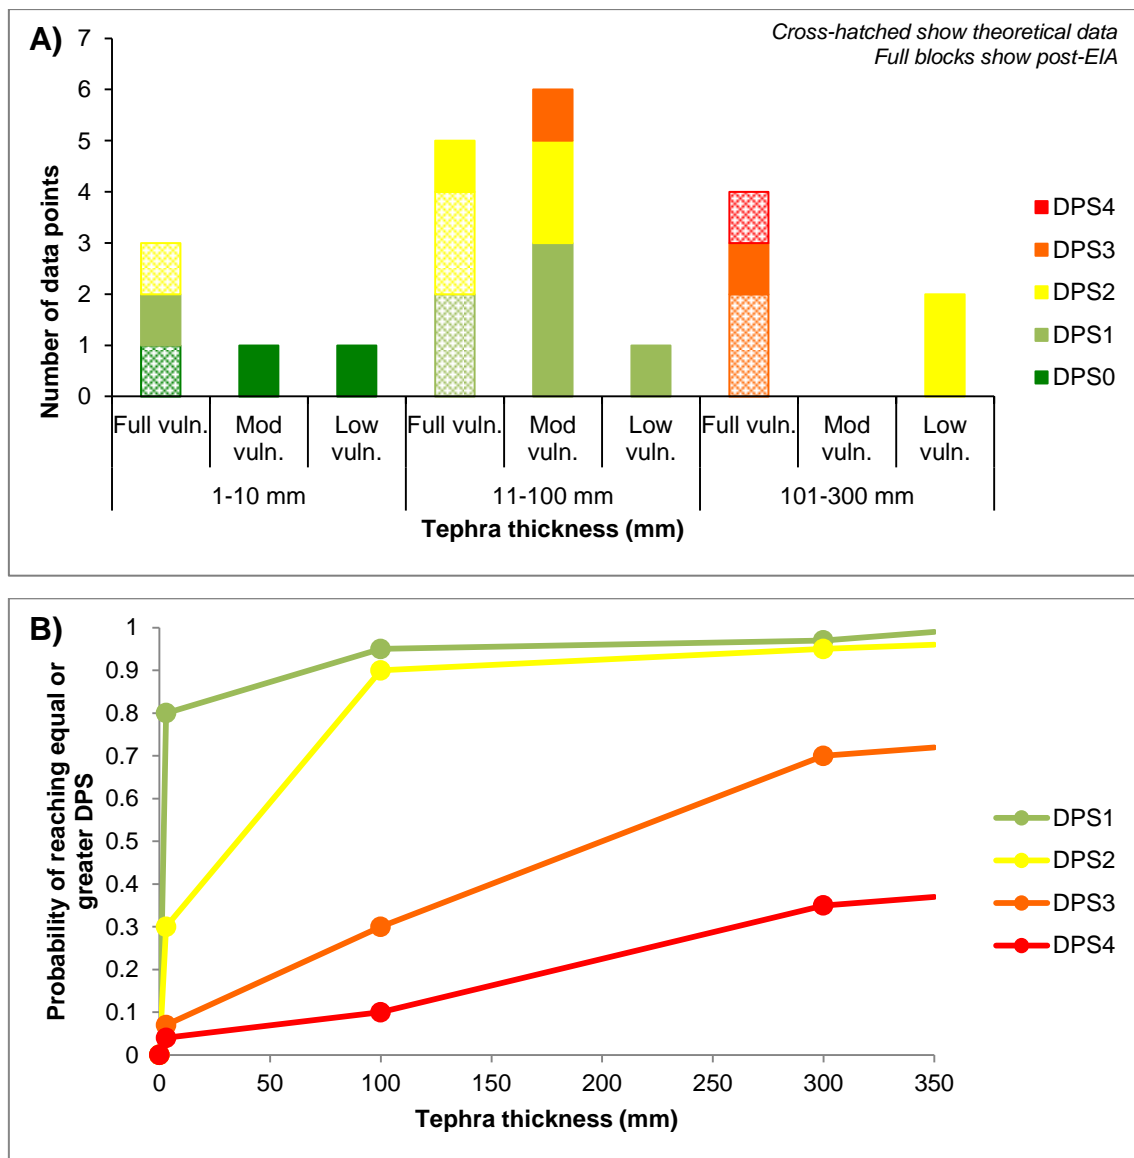 A)
Cross-hatched show theoretical data
Full blocks show post-EIA
Number of data points
7
6
5
4
3
2
1
0
Full vuln.
Mod
vuln.
Low
vuln.
Full vuln.
Mod
vuln.
Low
vuln.
Full vuln.
Mod
vuln.
Low
vuln.
1-10 mm
11-100 mm
101-300 mm
Tephra thickness (mm)
DPS4
DPS3
DPS2
DPS1
DPS0
B)
Probability of reaching equal or
greater DPS
1
0.9
0.8
0.7
0.6
0.5
0.4
0.3
0.2
0.1
0
0
50
100
150
200
250
300
350
Tephra thickness (mm)
DPS1
DPS2
DPS3
DPS4